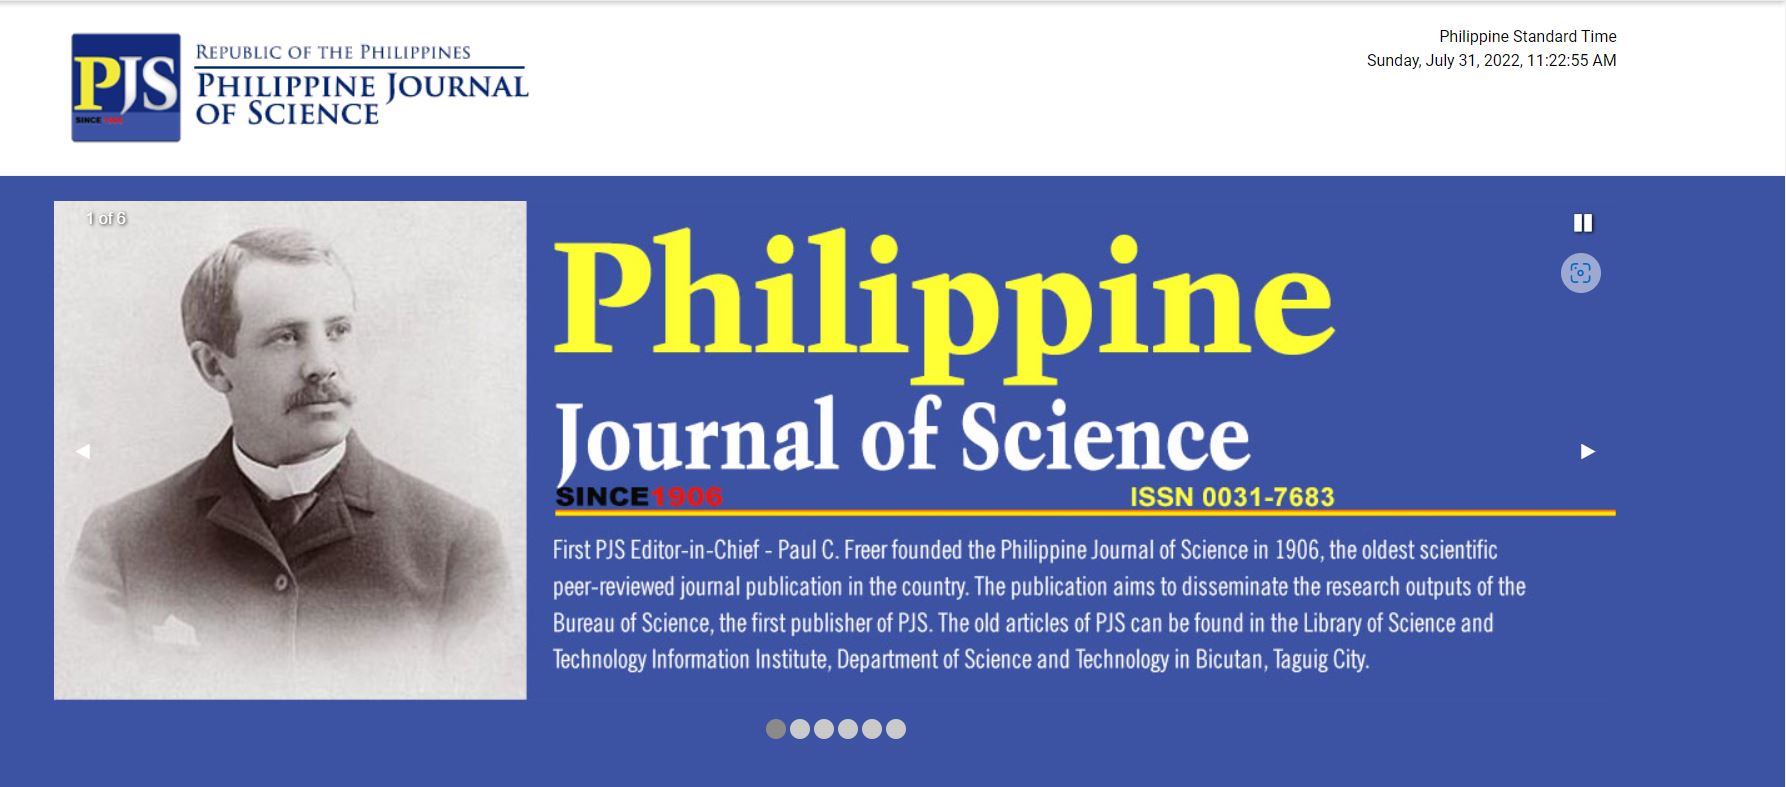 PJS
SINCE 1906
REPUBLIC OF THE PHILIPPINES
PHILIPPINE JOURNAL
OF SCIENCE
Philippine Standard Time
Sunday, July 31, 2022, 11:22:55 AM
1 of 6
Philippine
Journal of Science
SINCE1906 ISSN 0031-7683
First PJS Editor-in-Chief - Paul C. Freer founded the Philippine Journal of Science in 1906, the oldest scientific
peer-reviewed journal publication in the country. The publication aims to disseminate the research outputs of the
Bureau of Science, the first publisher of PJS. The old articles of PJS can be found in the Library of Science and
Technology Information Institute, Department of Science and Technology in Bicutan, Taguig City.